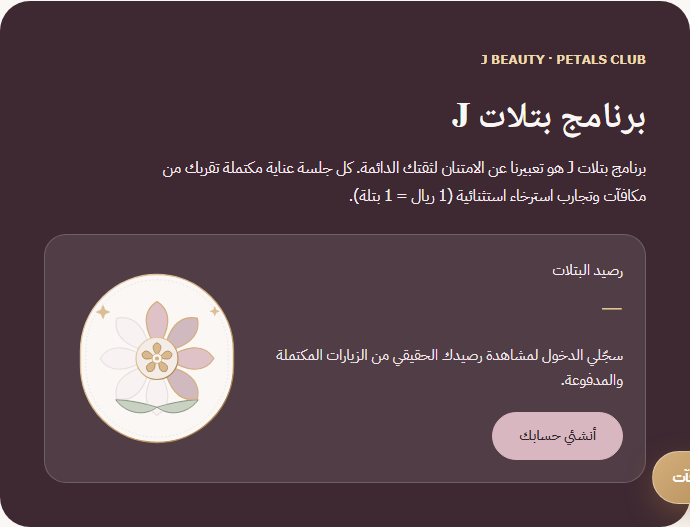 J BEAUTY · PETALS CLUB
برنامج بتلات J
برنامج بتلات J هو تعبيرنا عن الامتنان لثقتك الدائمة. كل جلسة عناية مكتملة تقربك من
مكافآت وتجارب استرخاء استثنائية (1 ريال = 1 بتلة).
رصيد البتلات
—
سجّلي الدخول لمشاهدة رصيدك الحقيقي من الزيارات المكتملة
والمدفوعة.
أنشئي حسابك